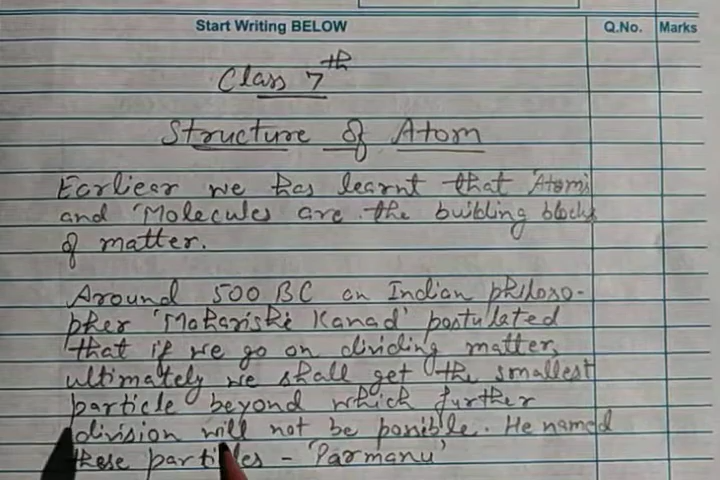 Start Writing BELOW Q.No. Marks
Class 7th
Structure of Atom
Earliear we has learnt that 'Atoms
and 'Molecules are the building blocks
of matter.
Around 500 BC an Indian philoso-
pher 'Maharishi Kanad' postulated
that if we go on dividing matter,
ultimately we shall get the smallest
particle beyond which further
division will not be possible. He named
these particles - 'Parmanu'